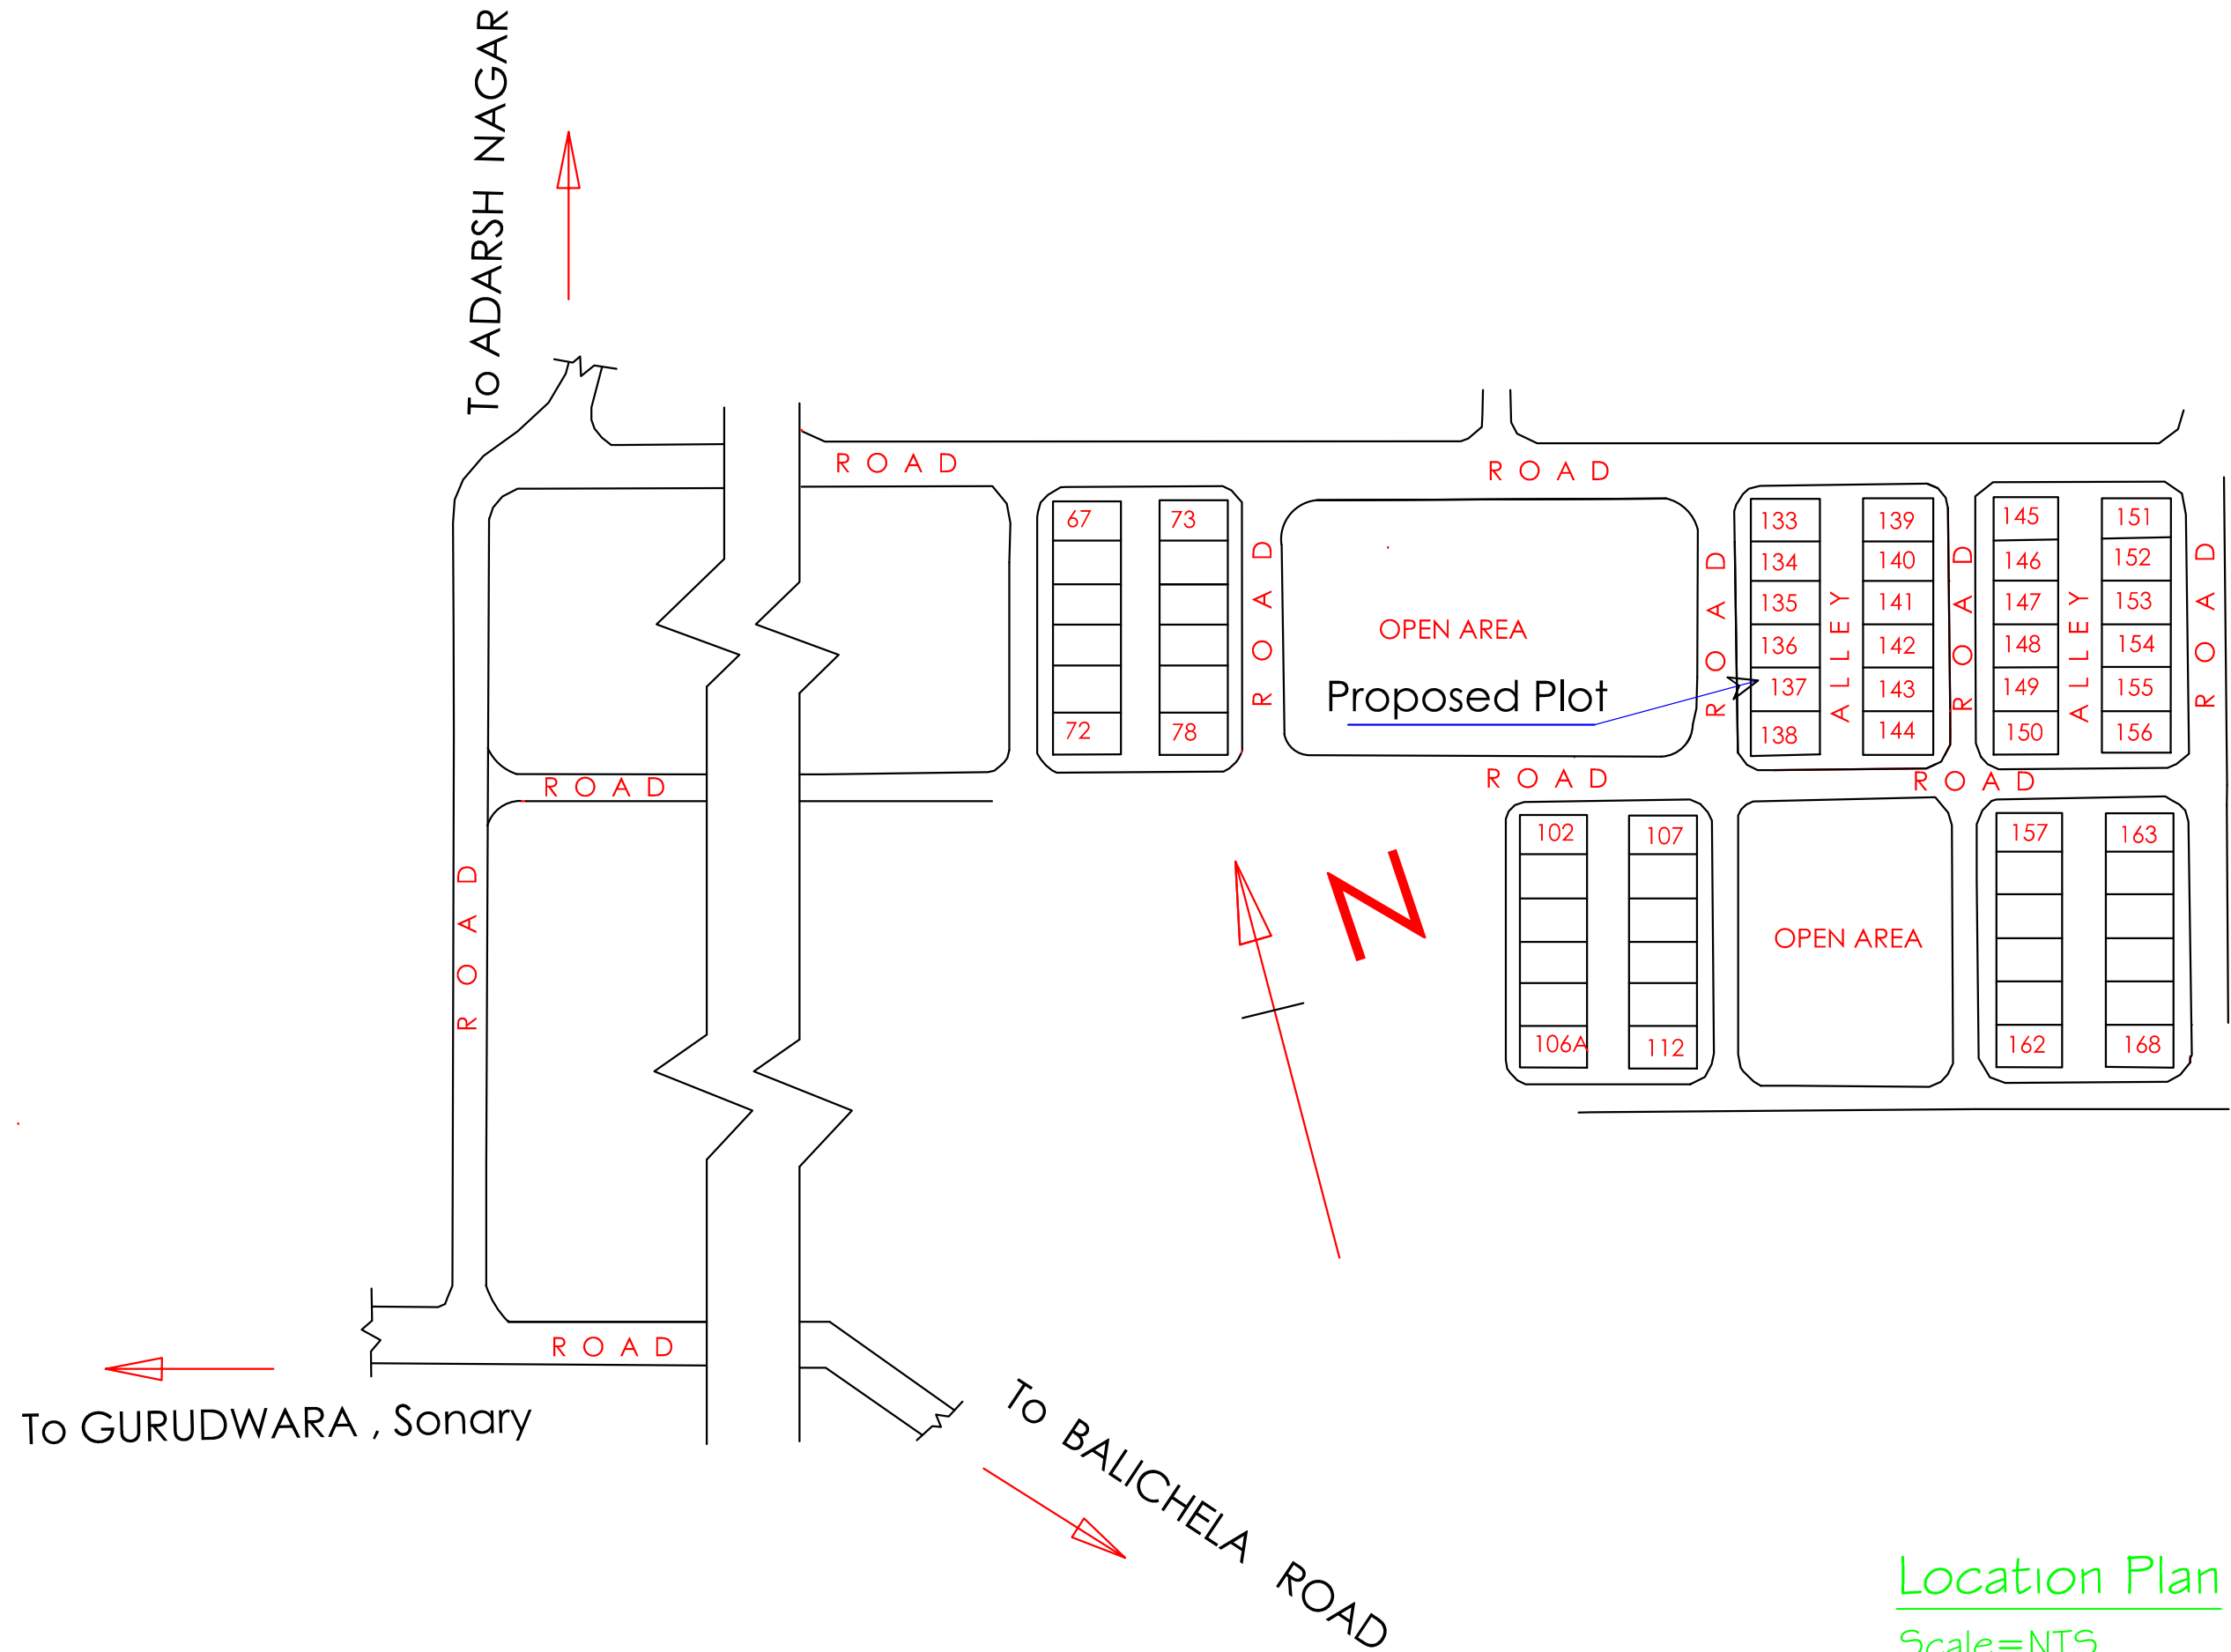 To ADARSH NAGAR
ROAD
ROAD
67
73
133
139
145
151
134
140
146
152
135
141
147
153
136
142
148
154
137
143
149
155
72
78
138
144
150
156
ROAD
OPEN AREA
Proposed Plot
ROAD
ALLEY
ROAD
ALLEY
ROAD
ROAD
ROAD
ROAD
102
107
157
163
ROAD
OPEN AREA
N
106A
112
162
168
ROAD
To GURUDWARA , Sonary
To BALICHELA ROAD
Location Plan
Scale=NTS